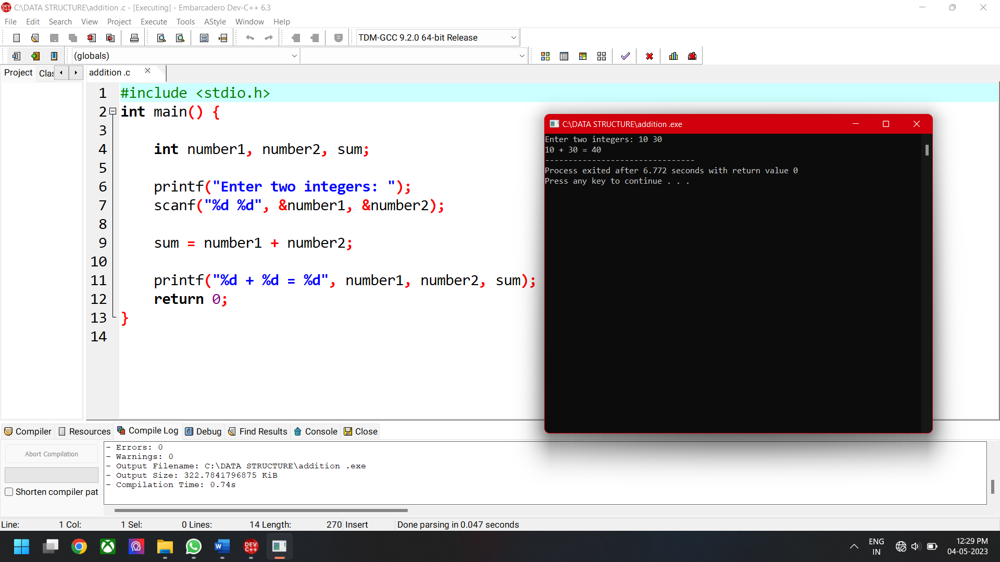 C:\DATA STRUCTURE\addition .c - [Executing] - Embarcadero Dev-C++ 6.3
File Edit Search View Project Execute Tools AStyle Window Help
TDM-GCC 9.2.0 64-bit Release
(globals)
Project Clas addition .c
1 #include <stdio.h>
2 int main() {
3
4 int number1, number2, sum;
5
6 printf("Enter two integers: ");
7 scanf("%d %d", &number1, &number2);
8
9 sum = number1 + number2;
10
11 printf("%d + %d = %d", number1, number2, sum);
12 return 0;
13 }
14
C:\DATA STRUCTURE\addition .exe
Enter two integers: 10 30
10 + 30 = 40
--------------------------------
Process exited after 6.772 seconds with return value 0
Press any key to continue . . .
Compiler Resources Compile Log Debug Find Results Console Close
Abort Compilation
Shorten compiler pat
- Errors: 0
- Warnings: 0
- Output Filename: C:\DATA STRUCTURE\addition .exe
- Output Size: 322.7841796875 KiB
- Compilation Time: 0.74s
Line: 1 Col: 1 Sel: 0 Lines: 14 Length: 270 Insert Done parsing in 0.047 seconds
DEV C++
W
ENG
IN
12:29 PM
04-05-2023